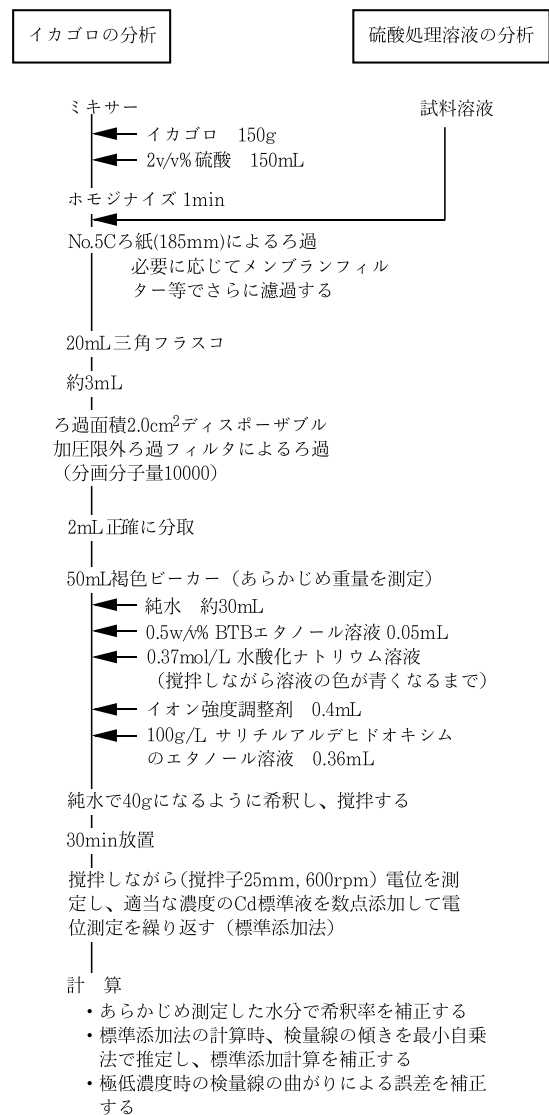 イカゴロの分析
硫酸処理溶液の分析
ミキサー
試料溶液
イカゴロ　150g
2v/v% 硫酸　150mL
ホモジナイズ 1min
No.5Cろ紙(185mm)によるろ過
必要に応じてメンブランフィル
ター等でさらに濾過する
20mL三角フラスコ
約3mL
ろ過面積2.0cm²ディスポーザブル
加圧限外ろ過フィルタによるろ過
（分画分子量10000）
2mL正確に分取
50mL褐色ビーカー（あらかじめ重量を測定）
純水　約30mL
0.5w/v% BTBエタノール溶液 0.05mL
0.37mol/L 水酸化ナトリウム溶液
（撹拌しながら溶液の色が青くなるまで）
イオン強度調整剤　0.4mL
100g/L サリチルアルデヒドオキシム
のエタノール溶液　0.36mL
純水で40gになるように希釈し、撹拌する
30min放置
撹拌しながら(撹拌子25mm, 600rpm）電位を測
定し、適当な濃度のCd標準液を数点添加して電
位測定を繰り返す（標準添加法）
計　算
・あらかじめ測定した水分で希釈率を補正する
・標準添加法の計算時、検量線の傾きを最小自乗
法で推定し、標準添加計算を補正する
・極低濃度時の検量線の曲がりによる誤差を補正
する